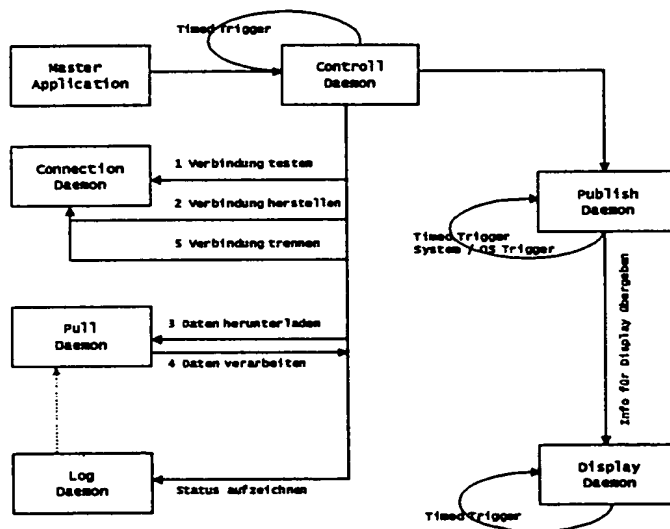 Timed Trigger
Master
Application
Controll
Daemon
Connection
Daemon
1 Verbindung testen
2 Verbindung herstellen
5 Verbindung trennen
Publish
Daemon
Timed Trigger
System / OS Trigger
Pull
Daemon
3 Daten herunterladen
4 Daten verarbeiten
Info für Display übergeben
Log
Daemon
Status aufzeichnen
Display
Daemon
Timed Trigger